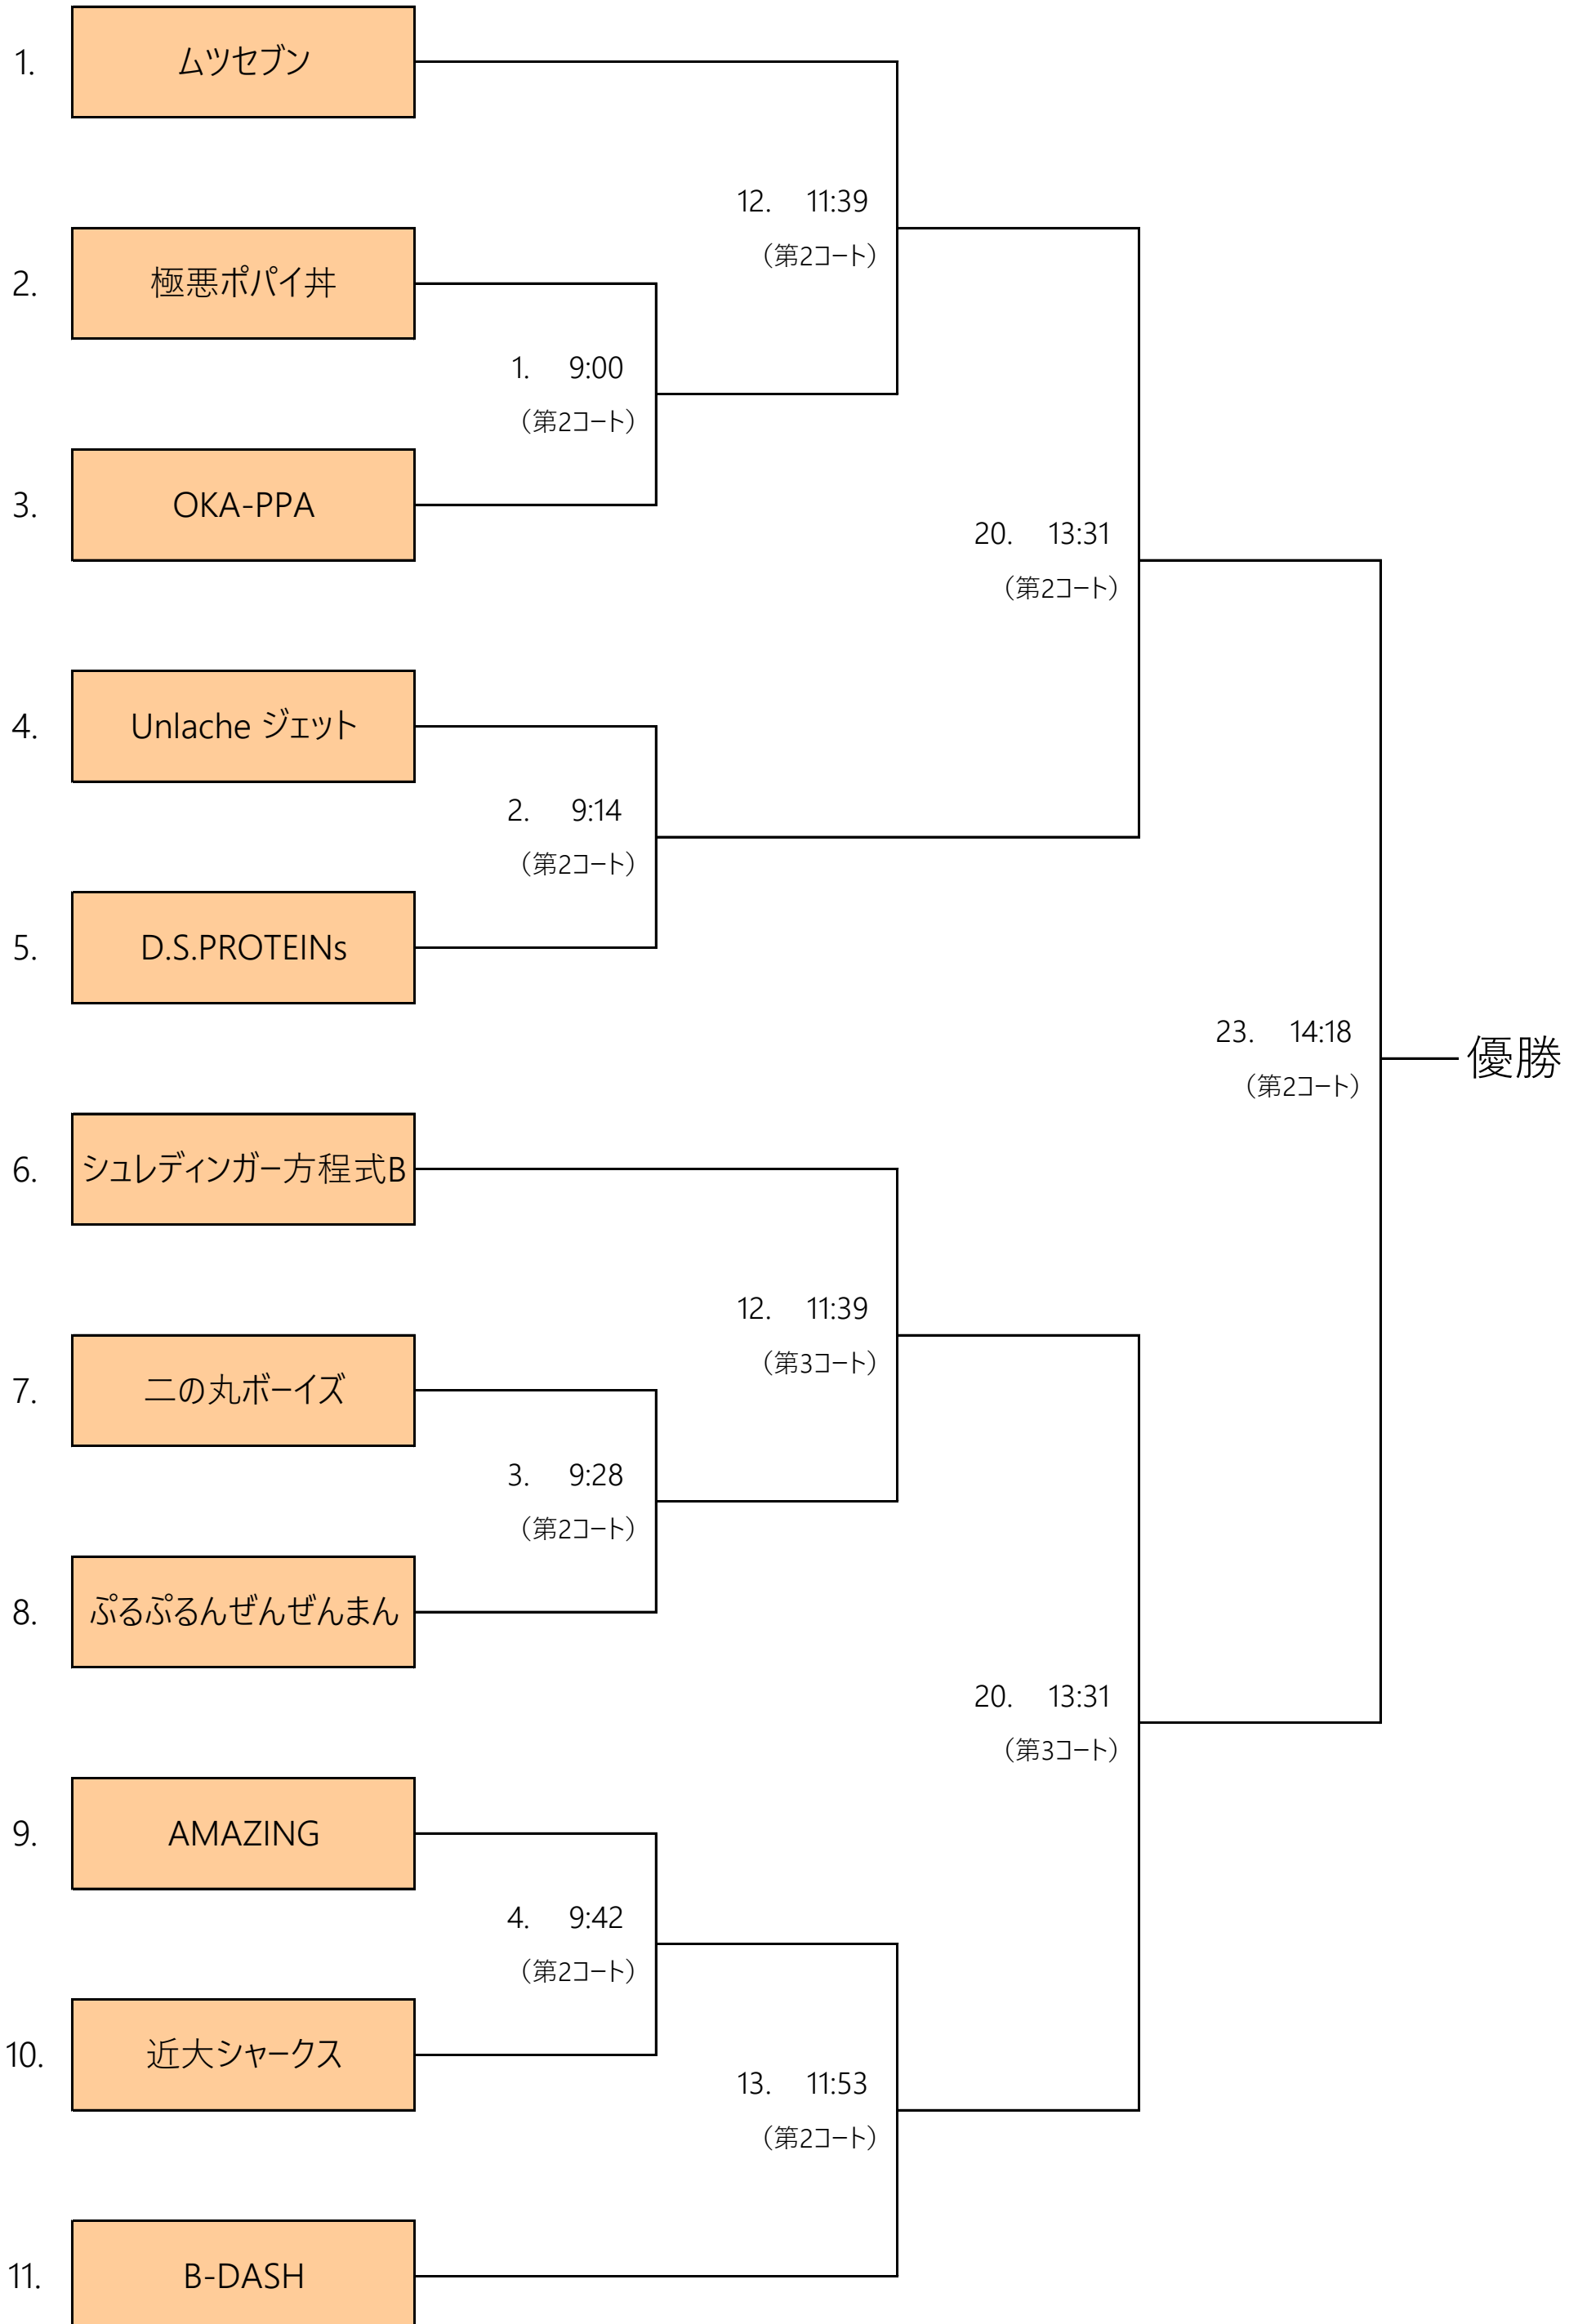 1. ムツセブン
12. 11:39
（第2コート）
2. 極悪ポパイ丼
1. 9:00
（第2コート）
3. OKA-PPA
20. 13:31
（第2コート）
4. Unlache ジェット
2. 9:14
（第2コート）
5. D.S.PROTEINs
23. 14:18
（第2コート）
優勝
6. シュレディンガー方程式B
12. 11:39
（第3コート）
7. 二の丸ボーイズ
3. 9:28
（第2コート）
8. ぷるぷるんぜんぜんまん
20. 13:31
（第3コート）
9. AMAZING
4. 9:42
（第2コート）
10. 近大シャークス
13. 11:53
（第2コート）
11. B-DASH